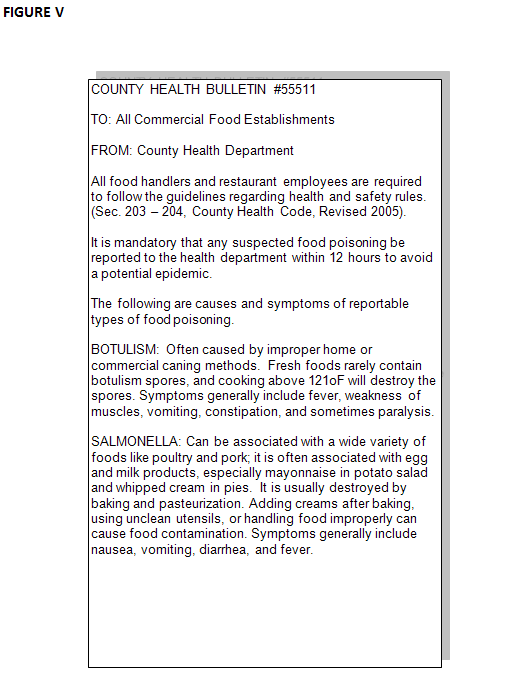 FIGURE V
COUNTY HEALTH BULLETIN #55511
TO: All Commercial Food Establishments
FROM: County Health Department
All food handlers and restaurant employees are required
to follow the guidelines regarding health and safety rules.
(Sec. 203 – 204, County Health Code, Revised 2005).
It is mandatory that any suspected food poisoning be
reported to the health department within 12 hours to avoid
a potential epidemic.
The following are causes and symptoms of reportable
types of food poisoning.
BOTULISM: Often caused by improper home or
commercial caning methods. Fresh foods rarely contain
botulism spores, and cooking above 121oF will destroy the
spores. Symptoms generally include fever, weakness of
muscles, vomiting, constipation, and sometimes paralysis.
SALMONELLA: Can be associated with a wide variety of
foods like poultry and pork; it is often associated with egg
and milk products, especially mayonnaise in potato salad
and whipped cream in pies. It is usually destroyed by
baking and pasteurization. Adding creams after baking,
using unclean utensils, or handling food improperly can
cause food contamination. Symptoms generally include
nausea, vomiting, diarrhea, and fever.